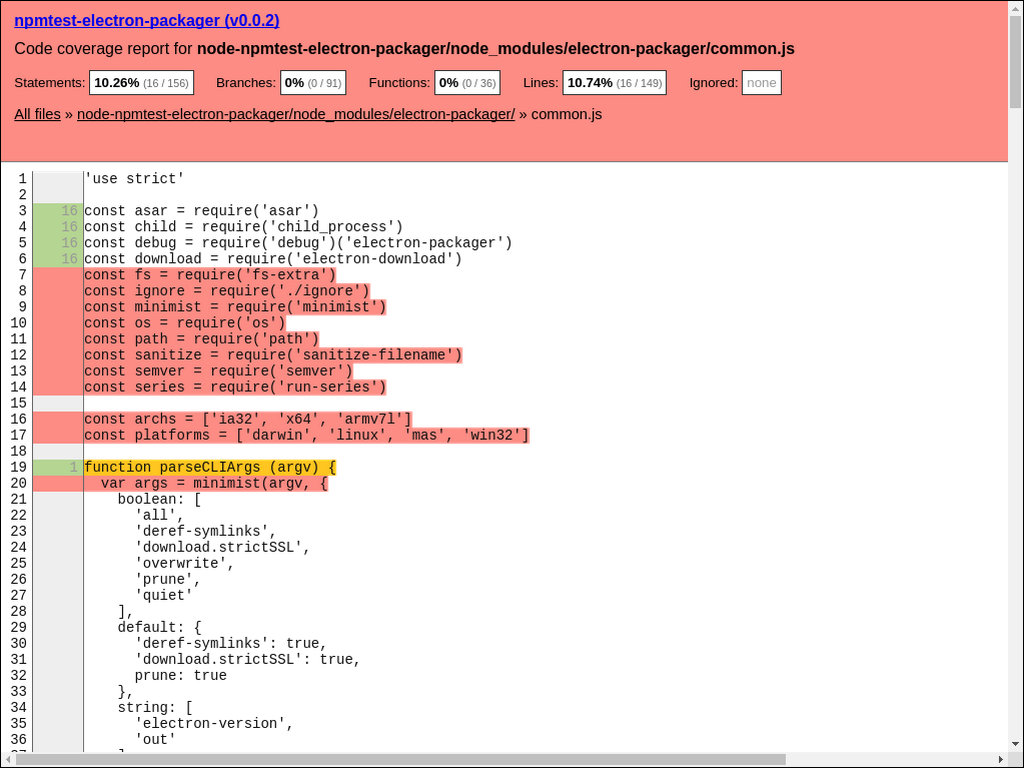 npmtest-electron-packager (v0.0.2)
Code coverage report for node-npmtest-electron-packager/node_modules/electron-packager/common.js
Statements: 10.26% (16 / 156) Branches: 0% (0 / 91) Functions: 0% (0 / 36) Lines: 10.74% (16 / 149) Ignored: none
All files » node-npmtest-electron-packager/node_modules/electron-packager/ » common.js
1 'use strict'
2
3 16 const asar = require('asar')
4 16 const child = require('child_process')
5 16 const debug = require('debug')('electron-packager')
6 16 const download = require('electron-download')
7 const fs = require('fs-extra')
8 const ignore = require('./ignore')
9 const minimist = require('minimist')
10 const os = require('os')
11 const path = require('path')
12 const sanitize = require('sanitize-filename')
13 const semver = require('semver')
14 const series = require('run-series')
15
16 const archs = ['ia32', 'x64', 'armv7l']
17 const platforms = ['darwin', 'linux', 'mas', 'win32']
18
19 1 function parseCLIArgs (argv) {
20   var args = minimist(argv, {
21     boolean: [
22       'all',
23       'deref-symlinks',
24       'download.strictSSL',
25       'overwrite',
26       'prune',
27       'quiet'
28     ],
29     default: {
30       'deref-symlinks': true,
31       'download.strictSSL': true,
32       prune: true
33     },
34     string: [
35       'electron-version',
36       'out'